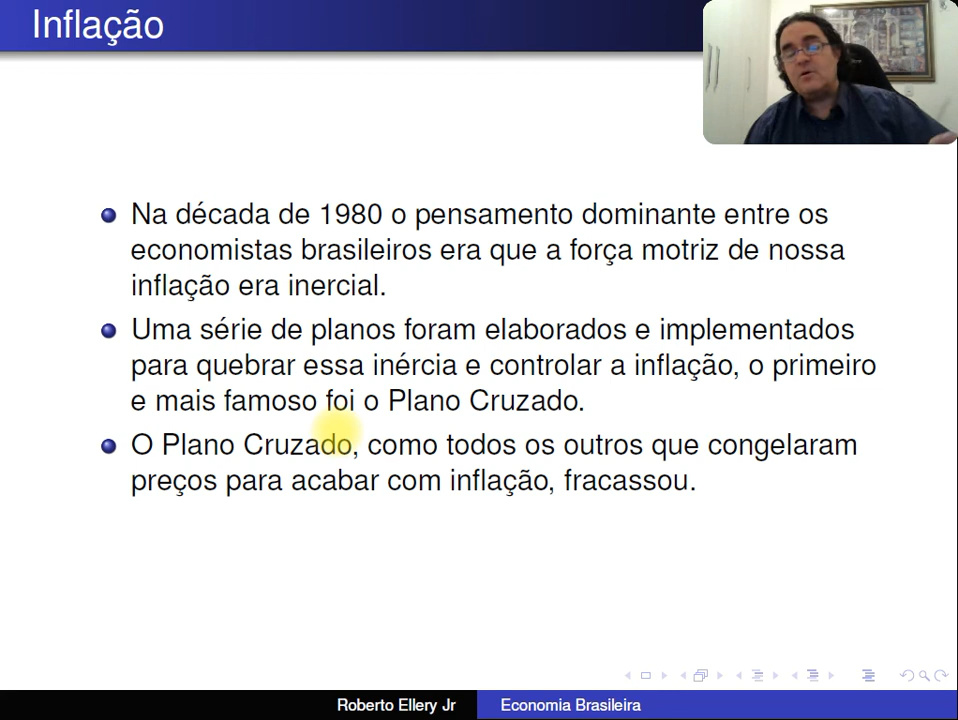 Inflação
Na década de 1980 o pensamento dominante entre os
economistas brasileiros era que a força motriz de nossa
inflação era inercial.
Uma série de planos foram elaborados e implementados
para quebrar essa inércia e controlar a inflação, o primeiro
e mais famoso foi o Plano Cruzado.
O Plano Cruzado, como todos os outros que congelaram
preços para acabar com inflação, fracassou.
Roberto Ellery Jr
Economia Brasileira